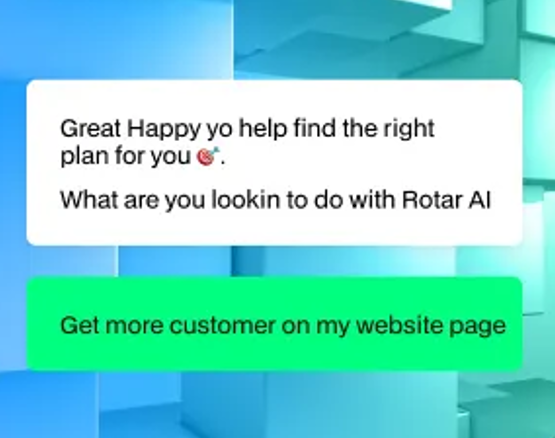 Great Happy yo help find the right
plan for you 🎯.
What are you lookin to do with Rotar AI
Get more customer on my website page